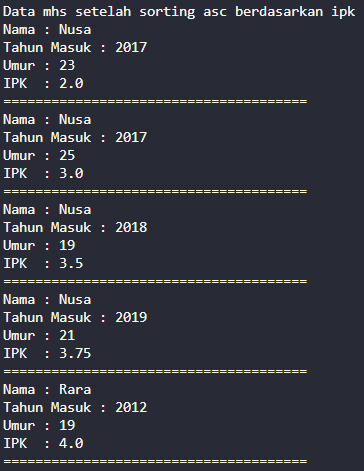 Data mhs setelah sorting asc berdasarkan ipk
Nama : Nusa
Tahun Masuk : 2017
Umur : 23
IPK  : 2.0
======================================
Nama : Nusa
Tahun Masuk : 2017
Umur : 25
IPK  : 3.0
======================================
Nama : Nusa
Tahun Masuk : 2018
Umur : 19
IPK  : 3.5
======================================
Nama : Nusa
Tahun Masuk : 2019
Umur : 21
IPK  : 3.75
======================================
Nama : Rara
Tahun Masuk : 2012
Umur : 19
IPK  : 4.0
======================================